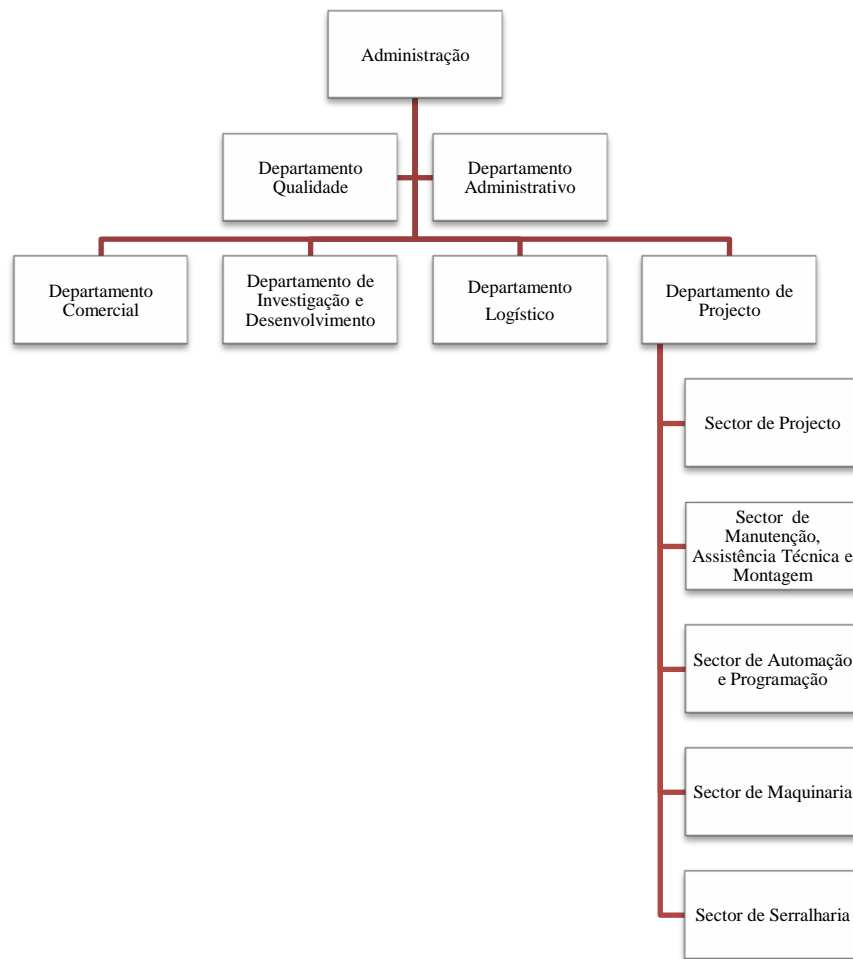 Administração
Departamento
Qualidade
Departamento
Administrativo
Departamento
Comercial
Departamento de
Investigação e
Desenvolvimento
Departamento
Logístico
Departamento de
Projecto
Sector de Projecto
Sector de
Manutenção,
Assistência Técnica e
Montagem
Sector de Automação
e Programação
Sector de Maquinaria
Sector de Serralharia